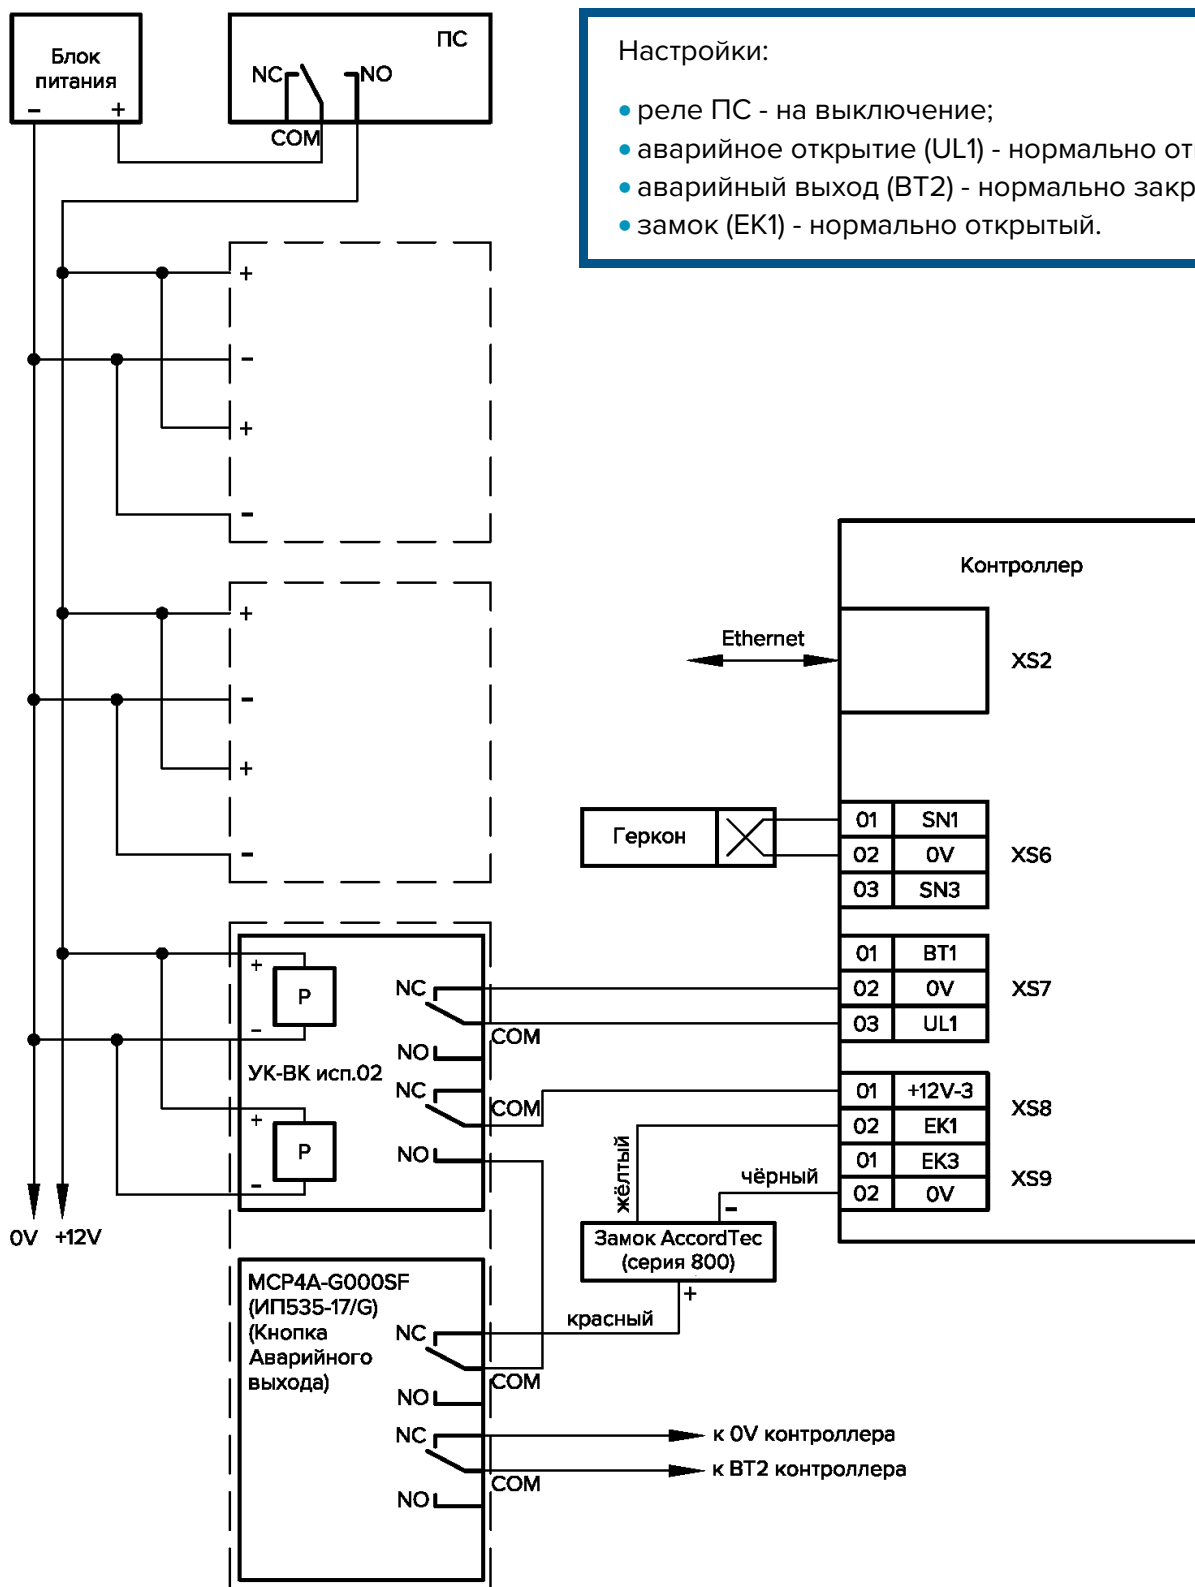 Блок
питания
- +
ПС
NC NO
COM
Настройки:
• реле ПС - на выключение;
• аварийное открытие (UL1) - нормально
• аварийный выход (BT2) - нормально
• замок (EK1) - нормально открытый.
+
-
+
-
+
-
+
-
Контроллер
Ethernet
XS2
Геркон
01 SN1
02 0V
03 SN3
XS6
01 BT1
02 0V
03 UL1
XS7
01 +12V-3
02 EK1
XS8
01 EK3
02 0V
XS9
+
P
-
NC
COM
NO
УК-ВК исп.02
NC
COM
NO
+
P
-
0V +12V
жёлтый
чёрный
-
Замок AccordTec
(серия 800)
+
красный
MCP4A-G000SF
(ИП535-17/G)
(Кнопка
Аварийного
выхода)
NC
COM
NO
NC
COM
NO
к 0V контроллера
к BT2 контроллера